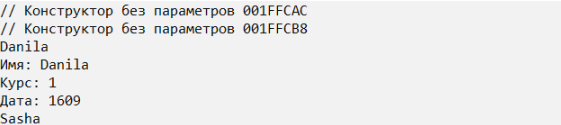 // Конструктор без параметров 001FFCAC
// Конструктор без параметров 001FFCB8
Danila
Имя: Danila
Курс: 1
Дата: 1609
Sasha